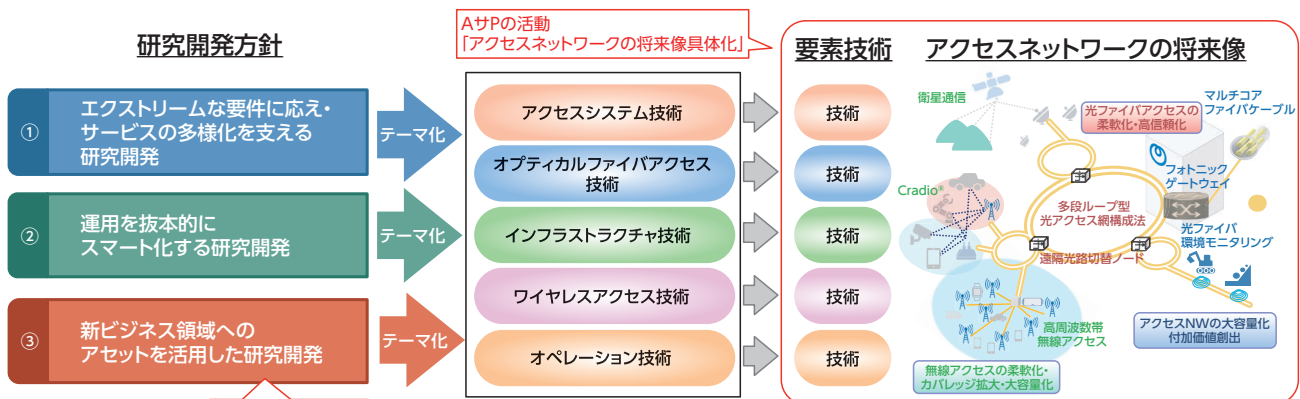 研究開発方針
AサPの活動
「アクセスネットワークの将来像具体化」
要素技術
アクセスネットワークの将来像
①
エクストリームな要件に応え・
サービスの多様化を支える
研究開発
テーマ化
②
運用を抜本的に
スマート化する研究開発
テーマ化
③
新ビジネス領域への
アセットを活用した研究開発
テーマ化
アクセスシステム技術
オプティカルファイバアクセス
技術
インフラストラクチャ技術
ワイヤレスアクセス技術
オペレーション技術
技術
技術
技術
技術
技術
衛星通信
光ファイバアクセスの
柔軟化・高信頼化
マルチコア
ファイバケーブル
フォトニック
ゲートウェイ
Cradio®
多段ループ型
光アクセス網構成法
光ファイバ
環境モニタリング
遠隔光路切替ノード
高周波数帯
無線アクセス
アクセスNWの大容量化
付加価値創出
無線アクセスの柔軟化・
カバレッジ拡大・大容量化